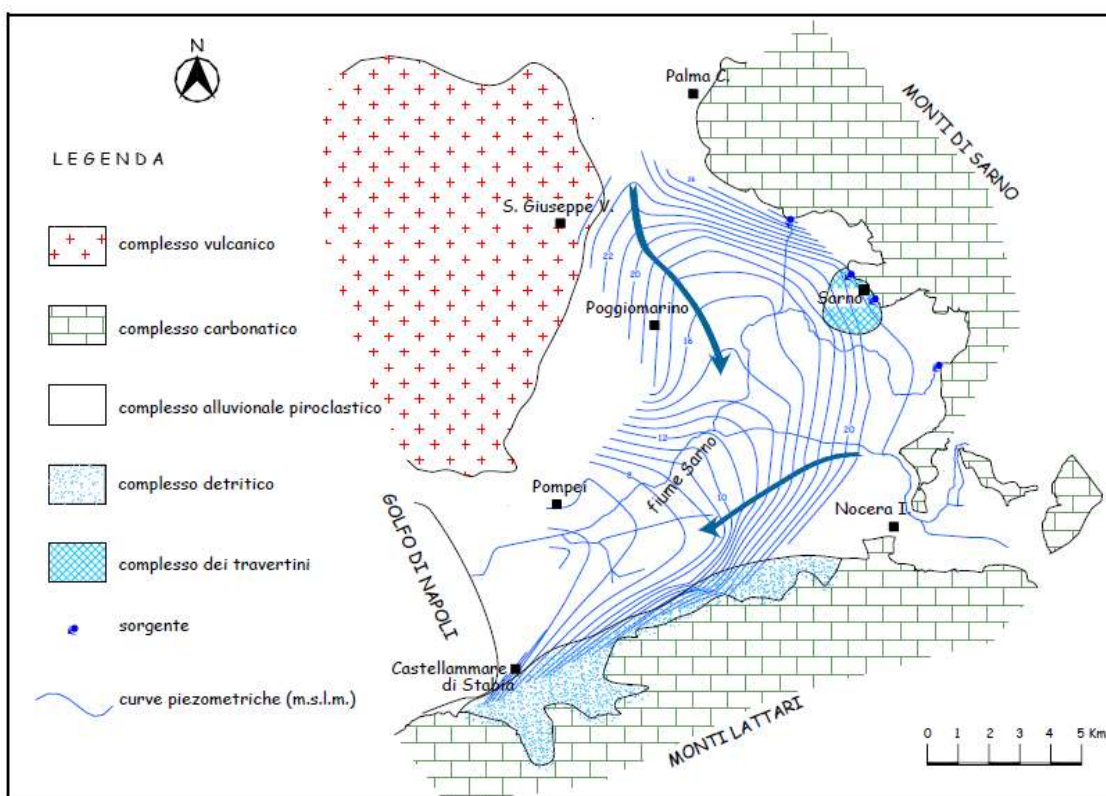 N
LEGENDA
complesso vulcanico
complesso carbonatico
complesso alluvionale piroclastico
complesso detritico
complesso dei travertini
sorgente
curve piezometriche (m.s.l.m.)
Palma C.
MONTI DI SARNO
26
S. Giuseppe V.
22
20
Poggiomarino
Sarno
16
12
20
fiume Sarno
8
10
Pompei
Nocera I.
GOLFO DI NAPOLI
Castellammare
di Stabia
MONTI LATTARI
0 1 2 3 4 5 Km